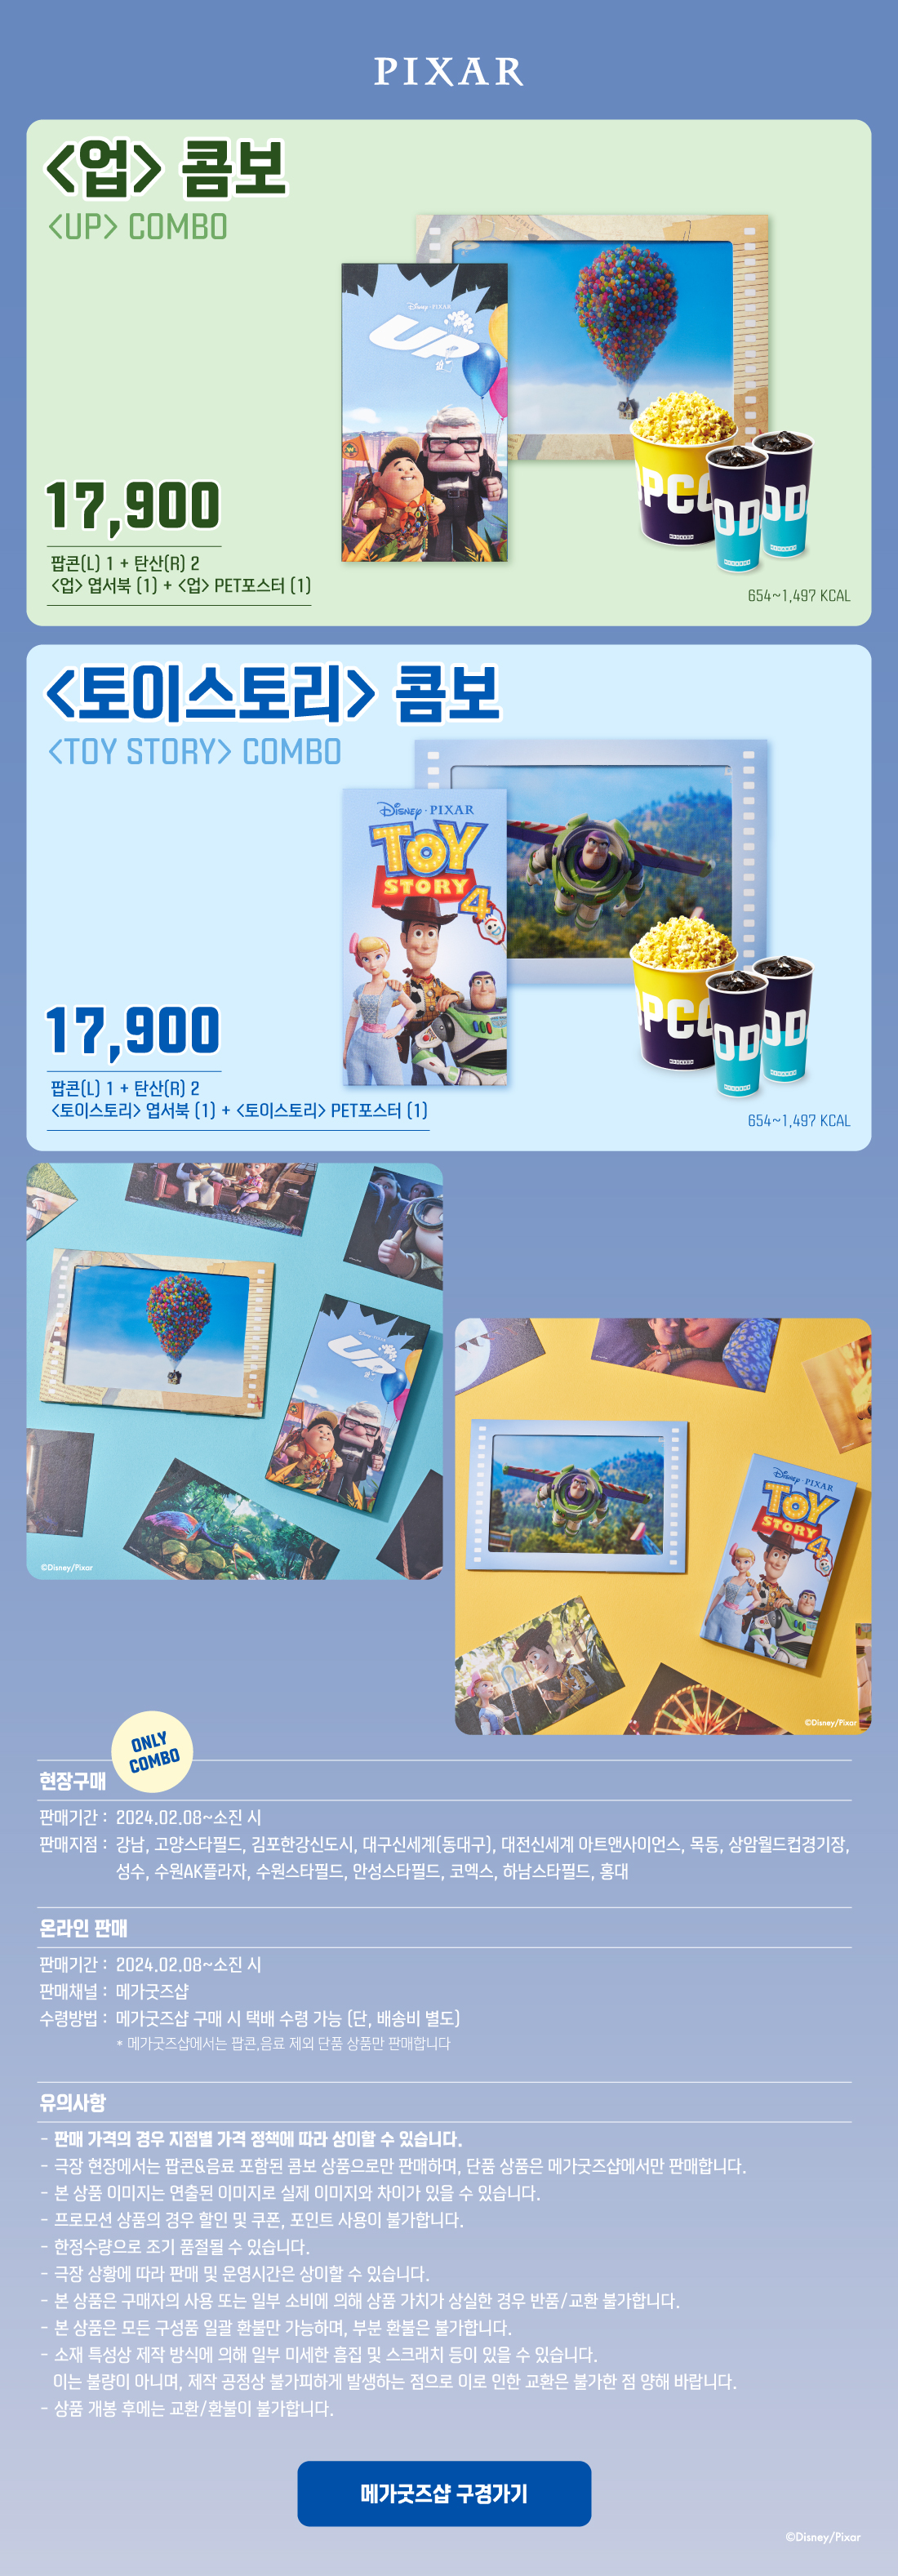 PIXAR
<업> 콤보
<UP> COMBO
Disney · PIXAR
UP
POPCO
OD
OD
17,900
팝콘(L) 1 + 탄산(R) 2
<업> 엽서북 (1) + <업> PET포스터 (1)
654~1,497 KCAL
<토이스토리> 콤보
<TOY STORY> COMBO
Disney · PIXAR
TOY
STORY
4
PCO
OD
OD
17,900
팝콘(L) 1 + 탄산(R) 2
<토이스토리> 엽서북 (1) + <토이스토리> PET포스터 (1)
654~1,497 KCAL
UP
©Disney/Pixar
Disney · PIXAR
TOY
STORY
4
©Disney/Pixar
ONLY
COMBO
현장구매
판매기간 : 2024.02.08~소진 시
판매지점 : 강남, 고양스타필드, 김포한강신도시, 대구신세계(동대구), 대전신세계 아트앤사이언스, 목동, 상암월드컵경기장,
성수, 수원AK플라자, 수원스타필드, 안성스타필드, 코엑스, 하남스타필드, 홍대
온라인 판매
판매기간 : 2024.02.08~소진 시
판매채널 : 메가굿즈샵
수령방법 : 메가굿즈샵 구매 시 택배 수령 가능 (단, 배송비 별도)
* 메가굿즈샵에서는 팝콘,음료 제외 단품 상품만 판매합니다
유의사항
- 판매 가격의 경우 지점별 가격 정책에 따라 상이할 수 있습니다.
- 극장 현장에서는 팝콘&음료 포함된 콤보 상품으로만 판매하며, 단품 상품은 메가굿즈샵에서만 판매합니다.
- 본 상품 이미지는 연출된 이미지로 실제 이미지와 차이가 있을 수 있습니다.
- 프로모션 상품의 경우 할인 및 쿠폰, 포인트 사용이 불가합니다.
- 한정수량으로 조기 품절될 수 있습니다.
- 극장 상황에 따라 판매 및 운영시간은 상이할 수 있습니다.
- 본 상품은 구매자의 사용 또는 일부 소비에 의해 상품 가치가 상실한 경우 반품/교환 불가합니다.
- 본 상품은 모든 구성품 일괄 환불만 가능하며, 부분 환불은 불가합니다.
- 소재 특성상 제작 방식에 의해 일부 미세한 흠집 및 스크래치 등이 있을 수 있습니다.
이는 불량이 아니며, 제작 공정상 불가피하게 발생하는 점으로 이로 인한 교환은 불가한 점 양해 바랍니다.
- 상품 개봉 후에는 교환/환불이 불가합니다.
메가굿즈샵 구경가기
©Disney/Pixar